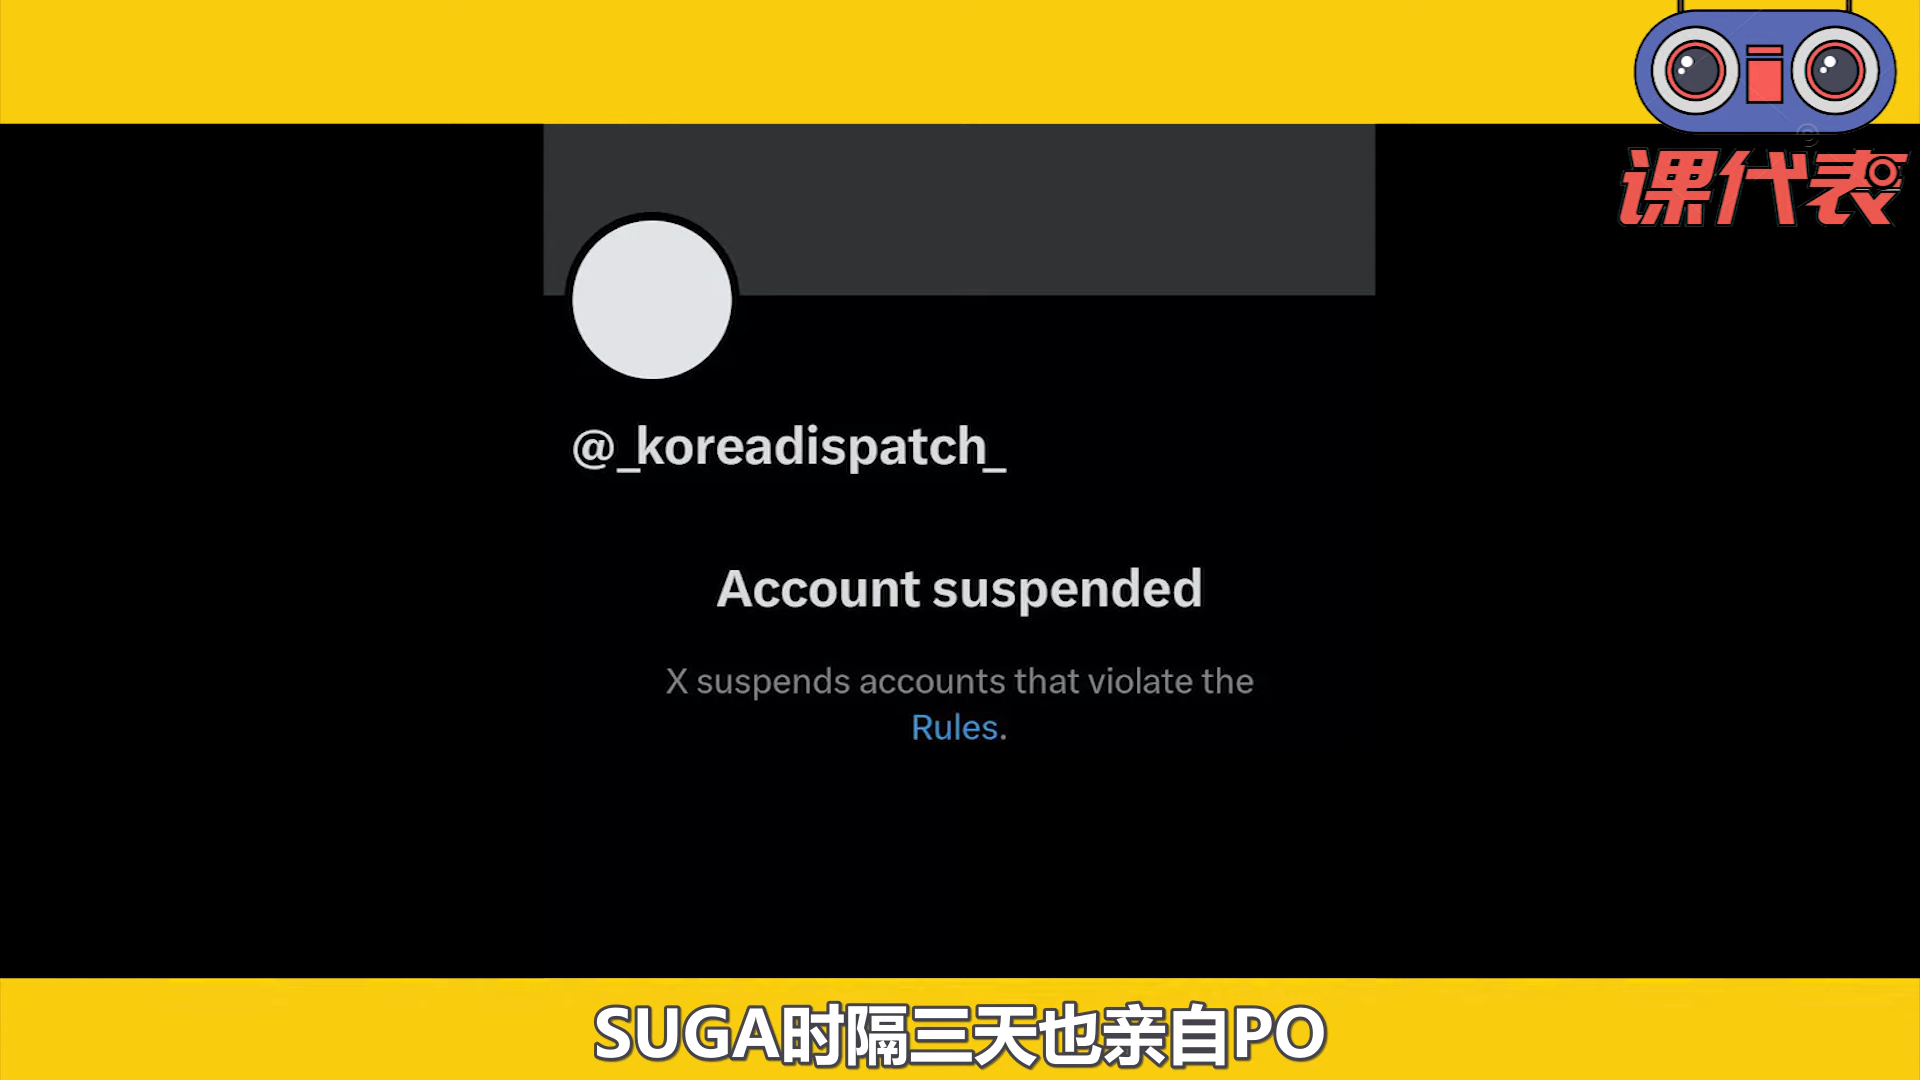 课代表
@_koreadispatch_
Account suspended
X suspends accounts that violate the
Rules.
SUGA时隔三天也亲自PO